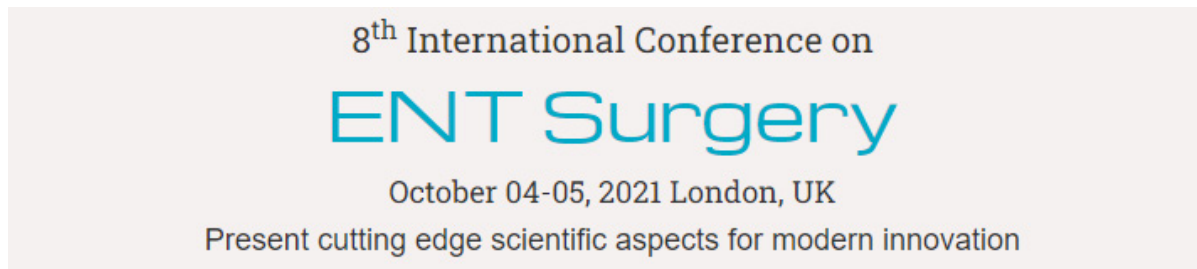 8th International Conference on
ENT Surgery
October 04-05, 2021 London, UK
Present cutting edge scientific aspects for modern innovation